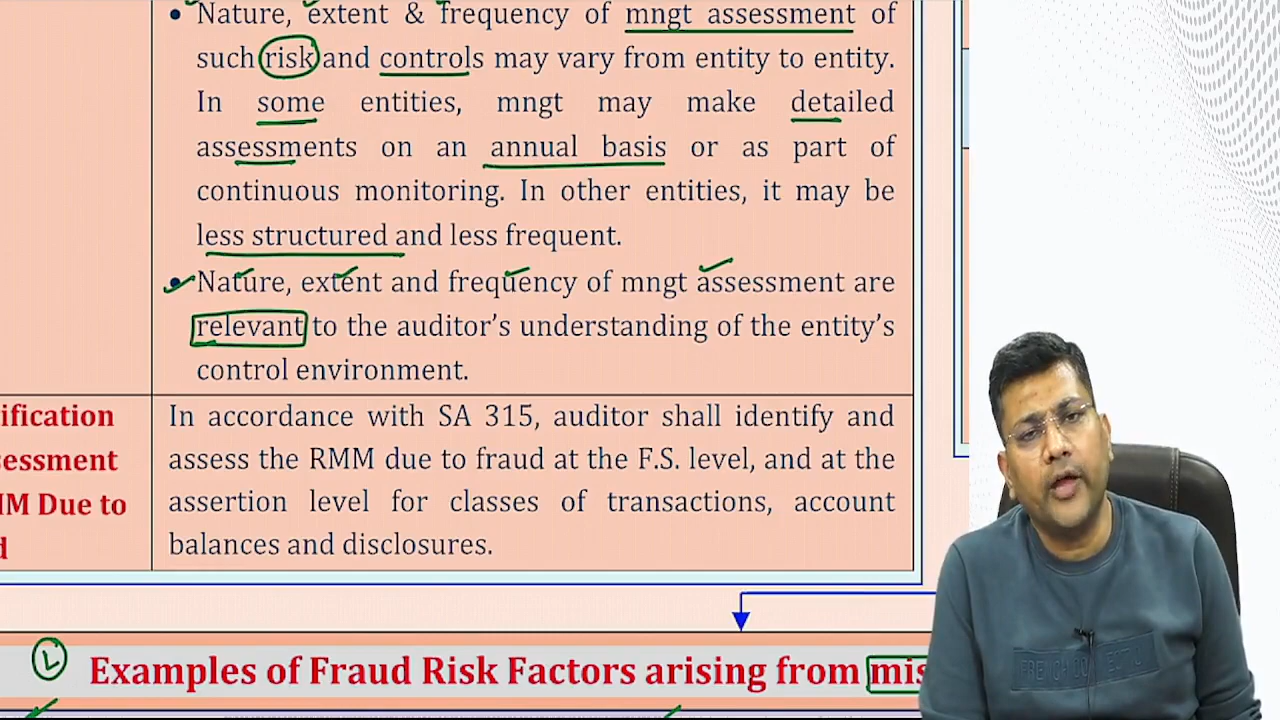 • Nature, extent & frequency of mngt assessment of
such risk and controls may vary from entity to entity.
In some entities, mngt may make detailed
assessments on an annual basis or as part of
continuous monitoring. In other entities, it may be
less structured and less frequent.
• Nature, extent and frequency of mngt assessment are
relevant to the auditor's understanding of the entity's
control environment.
ification
sessment
IM Due to
d
In accordance with SA 315, auditor shall identify and
assess the RMM due to fraud at the F.S. level, and at the
assertion level for classes of transactions, account
balances and disclosures.
Examples of Fraud Risk Factors arising from mis